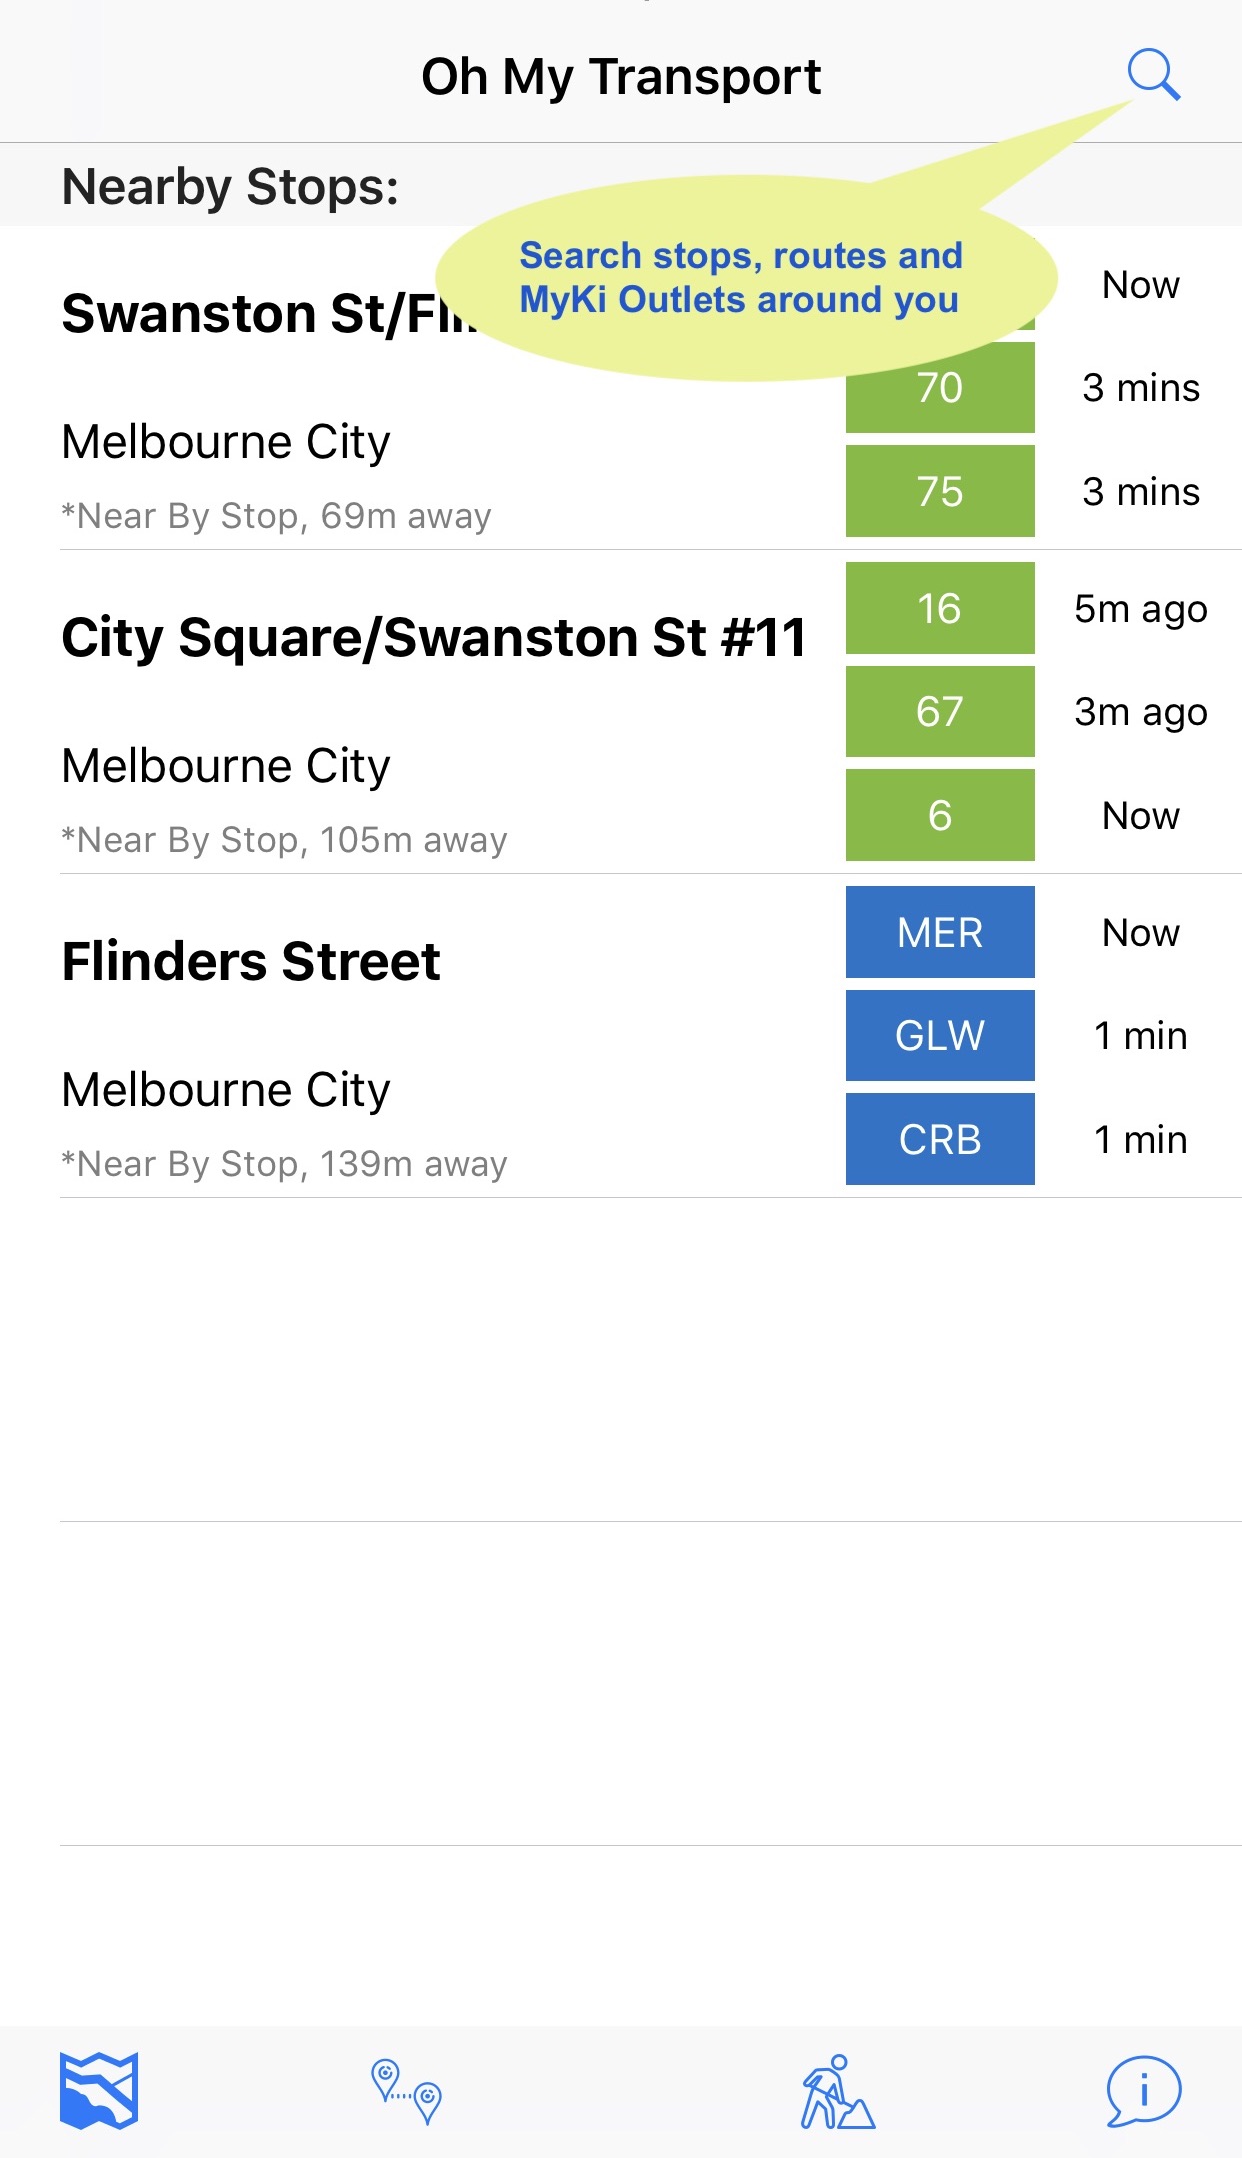 Oh My Transport
Nearby Stops:
Search stops, routes and
MyKi Outlets around you
Swanston St/
Now
70 3 mins
Melbourne City
75 3 mins
*Near By Stop, 69m away
City Square/Swanston St #11
16 5m ago
67 3m ago
Melbourne City
6 Now
*Near By Stop, 105m away
Flinders Street
MER Now
GLW 1 min
Melbourne City
CRB 1 min
*Near By Stop, 139m away
i